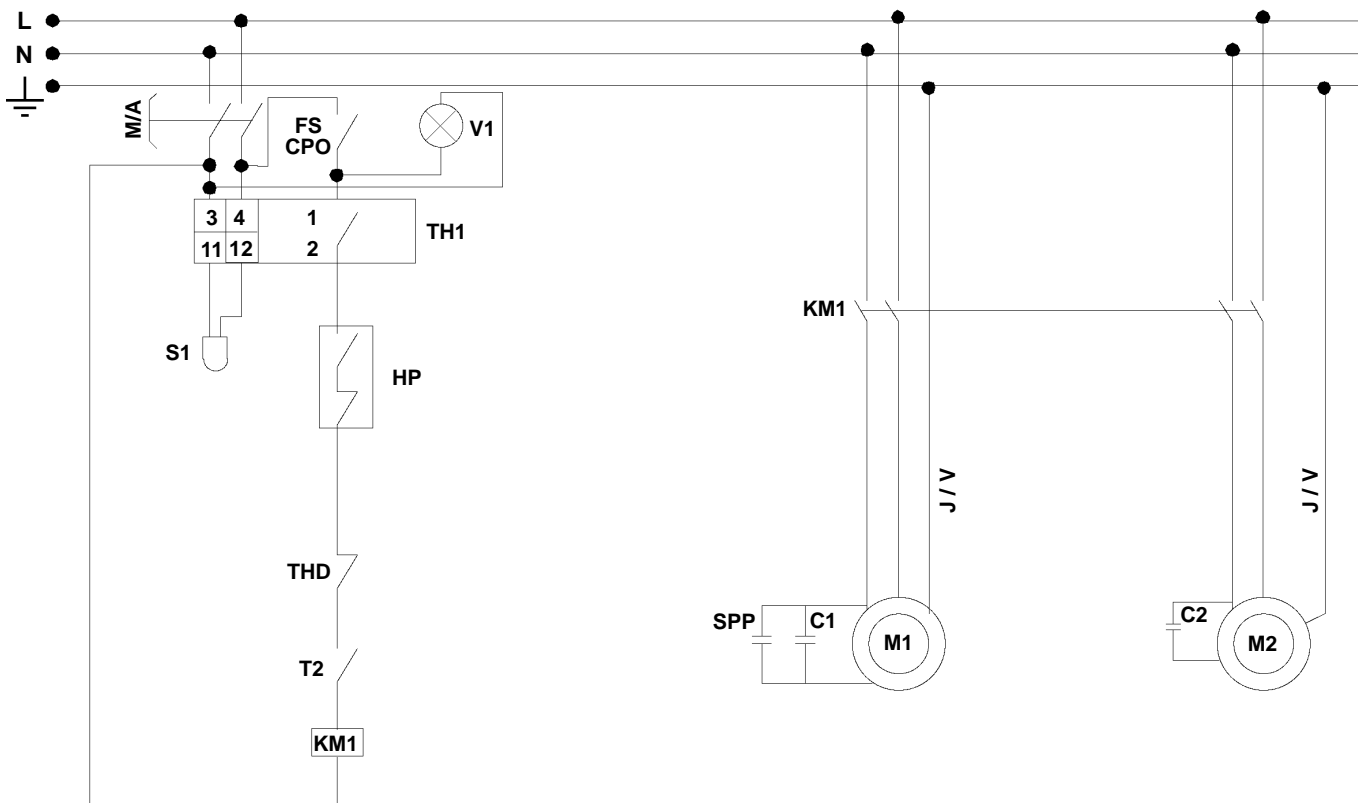 L
N
M/A
FS
CPO
V1
3 4 1
TH1
11 12 2
S1
HP
KM1
J / V
J / V
THD
SPP
C1
M1
C2
M2
T2
KM1